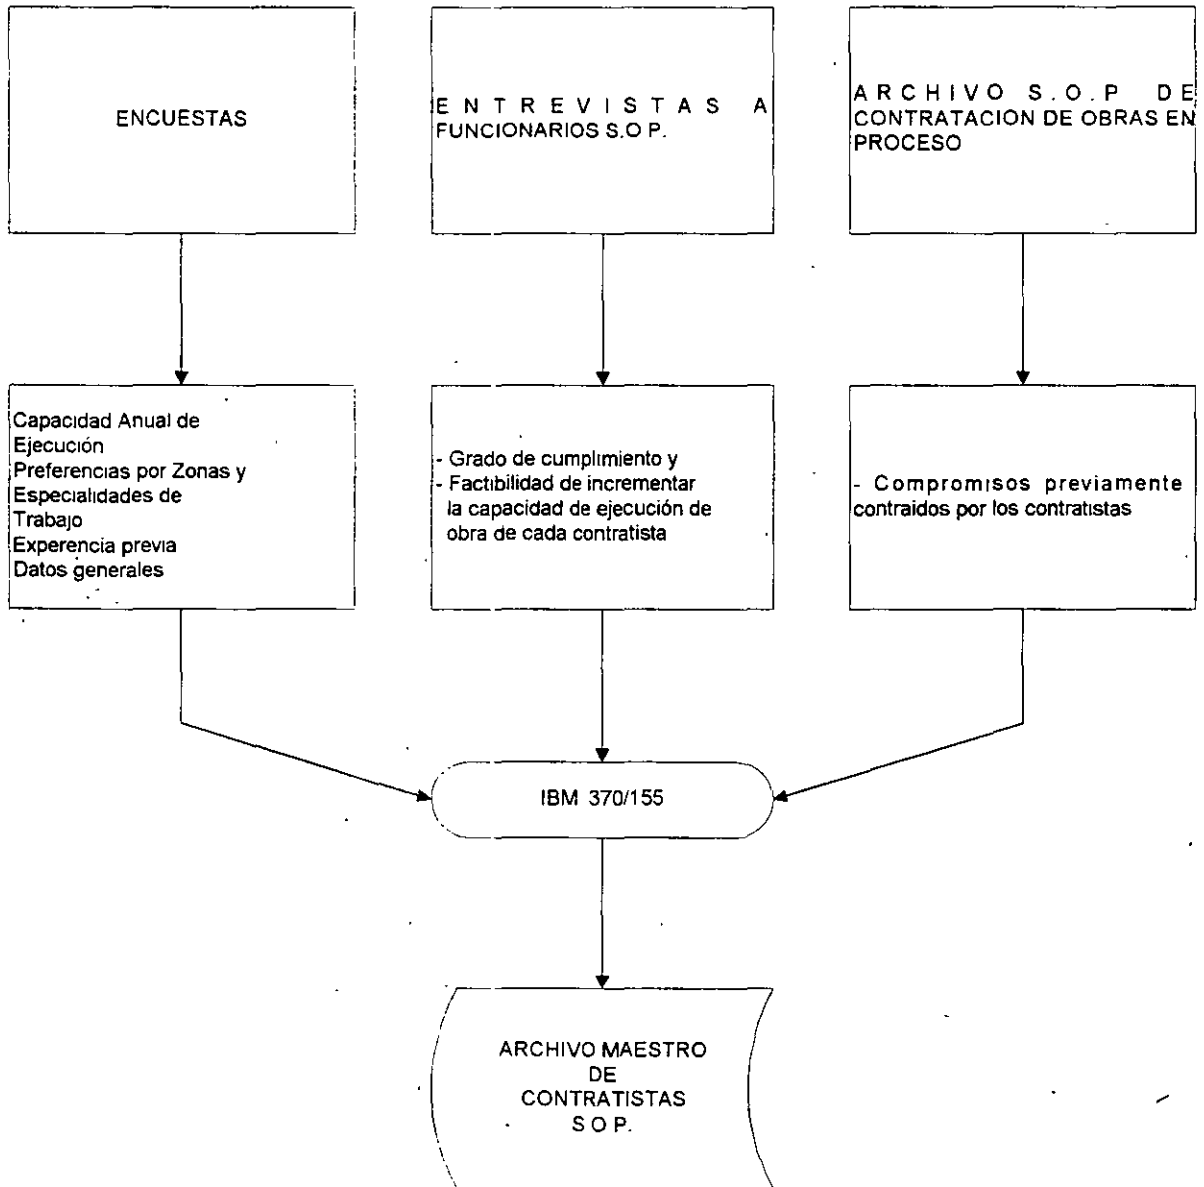 ENCUESTAS
E N T R E V I S T A S A
FUNCIONARIOS S.O P.
A R C H I V O S . O . P D E
CONTRATACION DE OBRAS EN
PROCESO
Capacidad Anual de
Ejecución
Preferencias por Zonas y
Especialidades de
Trabajo
Experencia previa
Datos generales
- Grado de cumplimiento y
- Factibilidad de incrementar
la capacidad de ejecución de
obra de cada contratista
- Compromisos previamente
contraidos por los contratistas
IBM 370/155
ARCHIVO MAESTRO
DE
CONTRATISTAS
S O P.